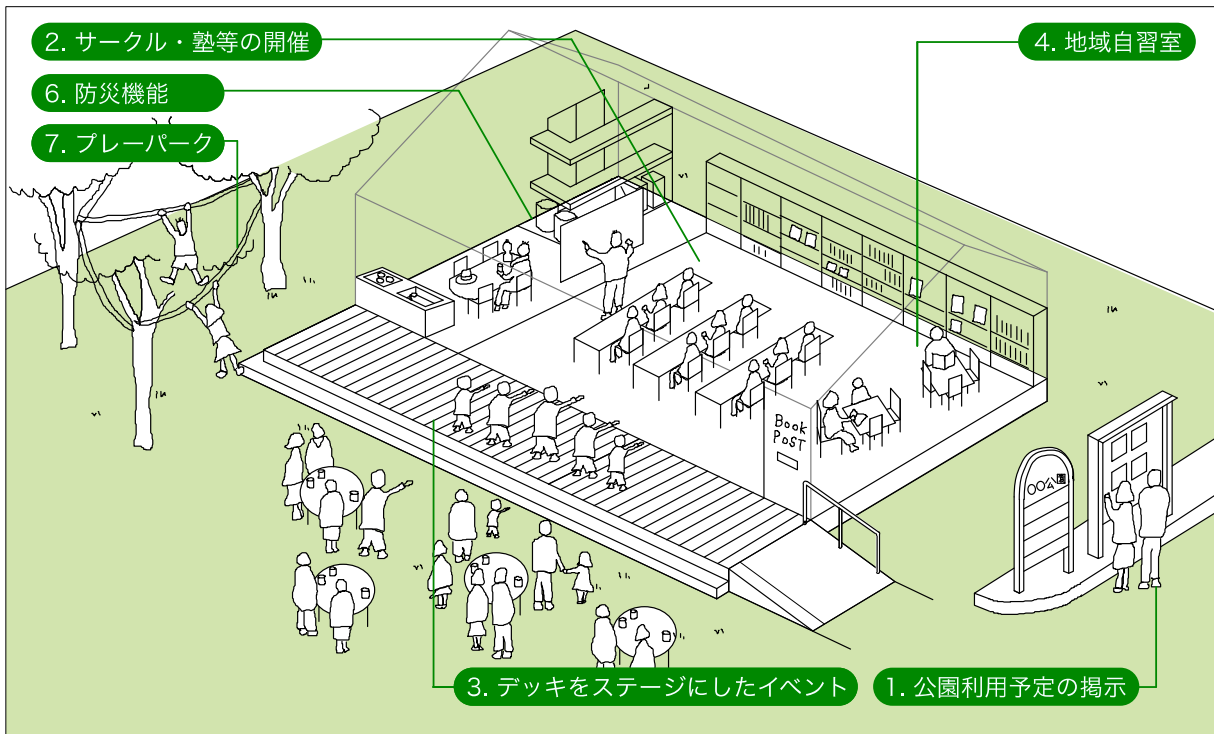 2. サークル・塾等の開催
4. 地域自習室
6. 防災機能
7. プレーパーク
Book
PoST
○○公園
3. デッキをステージにしたイベント
1. 公園利用予定の掲示